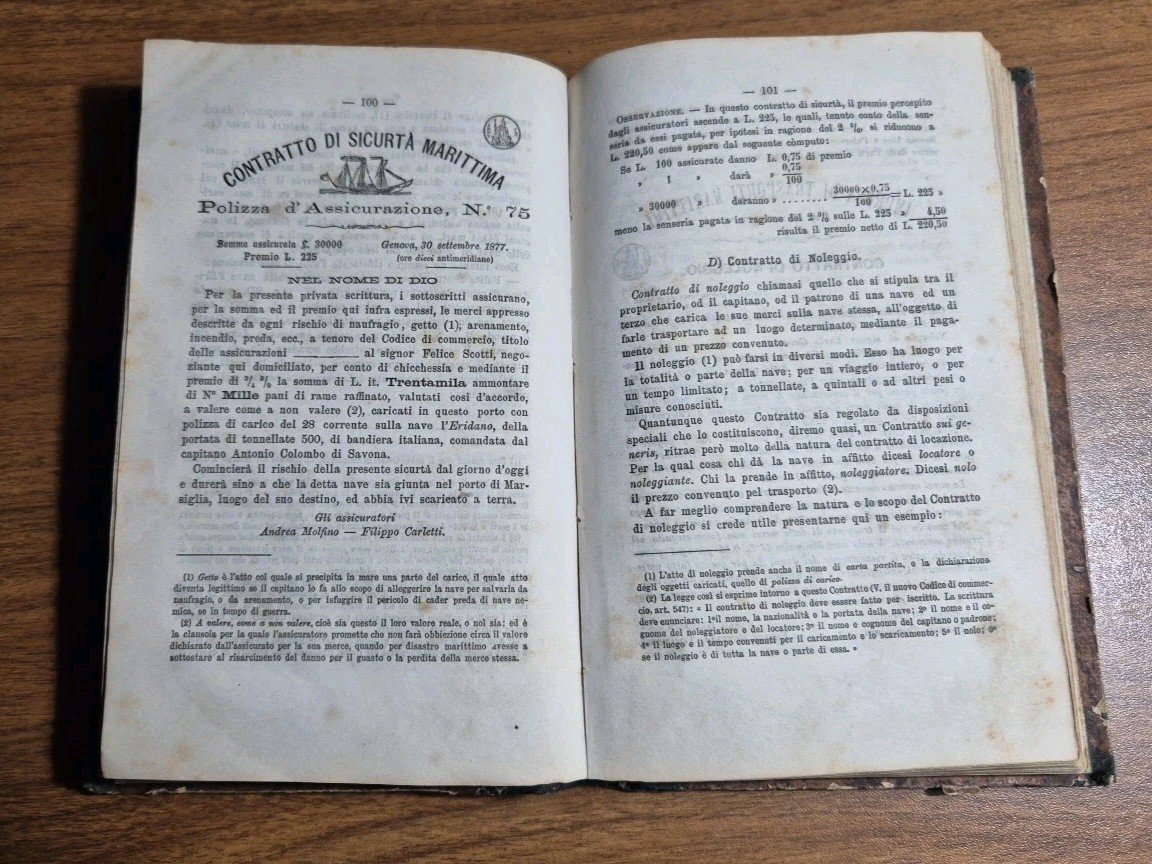 — 100 —
CONTRATTO DI SICURTÀ MARITTIMA
Polizza d'Assicurazione, N.° 75
Somma assicurata £. 30000
Premio L. 225
Genova, 30 settembre 1877.
(ore dieci antimeridiane)
NEL NOME DI DIO
Per la presente privata scrittura, i sottoscritti assicurano,
per la somma ed il premio qui infra espressi, le merci appresso
descritte da ogni rischio di naufragio, getto (1), arenamento,
incendio, preda, ecc., a tenore del Codice di commercio, titolo
delle assicurazioni ________ al signor Felice Scotti, nego-
ziante qui domiciliato, per conto di chicchessia e mediante il
premio di ³/₄ % la somma di L. it. Trentamila ammontare
di N° Mille pani di rame raffinato, valutati così d'accordo,
a valere come a non valere (2), caricati in questo porto con
polizza di carico del 28 corrente sulla nave l'Eridano, della
portata di tonnellate 500, di bandiera italiana, comandata dal
capitano Antonio Colombo di Savona.
Comincierà il rischio della presente sicurtà dal giorno d'oggi
e durerà sino a che la detta nave sia giunta nel porto di Mar-
siglia, luogo del suo destino, ed abbia ivi scaricato a terra.
Gli assicuratori
Andrea Molfino — Filippo Carletti.
(1) Getto è l'atto col quale si precipita in mare una parte del carico, il quale atto
diventa legittimo se il capitano lo fa allo scopo di alleggerire la nave per salvarla da
naufragio, o da arenamento, o per isfuggire il pericolo di cader preda di nave ne-
mica, se in tempo di guerra.
(2) A valere, come a non valere, cioè sia questo il loro valore reale, o nol sia; ed è
la clausola per la quale l'assicuratore promette che non farà obbiezione circa il valore
dichiarato dall'assicurato per la sua merce, quando per disastro marittimo avesse a
sottostare al risarcimento del danno per il guasto o la perdita della merce stessa.
— 101 —
OSSERVAZIONE. — In questo contratto di sicurtà, il premio percepito
dagli assicuratori ascende a L. 225, le quali, tenuto conto della sen-
seria da essi pagata, per ipotesi in ragione del 2 %, si riducono a
L. 220,50 come appare dal seguente cómputo:
Se L. 100 assicurate danno L. 0,75 di premio
» 1 » darà » 0,75/100
» 30000 » daranno » ........ 30000×0,75/100 = L. 225 »
meno la senseria pagata in ragione del 2 % sulle L. 225 » 4,50
risulta il premio netto di L. 220,50
D) Contratto di Noleggio.
Contratto di noleggio chiamasi quello che si stipula tra il
proprietario, od il capitano, od il patrone di una nave ed un
terzo che carica le sue merci sulla nave stessa, all'oggetto di
farle trasportare ad un luogo determinato, mediante il paga-
mento di un prezzo convenuto.
Il noleggio (1) può farsi in diversi modi. Esso ha luogo per
la totalità o parte della nave; per un viaggio intiero, o per
un tempo limitato; a tonnellate, a quintali o ad altri pesi o
misure conosciuti.
Quantunque questo Contratto sia regolato da disposizioni
speciali che lo costituiscono, diremo quasi, un Contratto sui ge-
neris, ritrae però molto della natura del contratto di locazione.
Per la qual cosa chi dà la nave in affitto dicesi locatore o
noleggiante. Chi la prende in affitto, noleggiatore. Dicesi nolo
il prezzo convenuto pel trasporto (2).
A far meglio comprendere la natura e lo scopo del Contratto
di noleggio si crede utile presentarne qui un esempio:
(1) L'atto di noleggio prende anche il nome di carta partita, e la dichiarazione
degli oggetti caricati, quello di polizza di carico.
(2) La legge così si esprime intorno a questo Contratto (V. il nuovo Codice di commer-
cio, art. 547): « Il contratto di noleggio deve essere fatto per iscritto. La scrittura
deve enunciare: 1° il nome, la nazionalità e la portata della nave; 2° il nome e il co-
gnome del noleggiatore e del locatore; 3° il nome e cognome del capitano o padrone;
4° il luogo e il tempo convenuti per il caricamento e lo scaricamento; 5° il nolo; 6°
se il noleggio è di tutta la nave o parte di essa. »